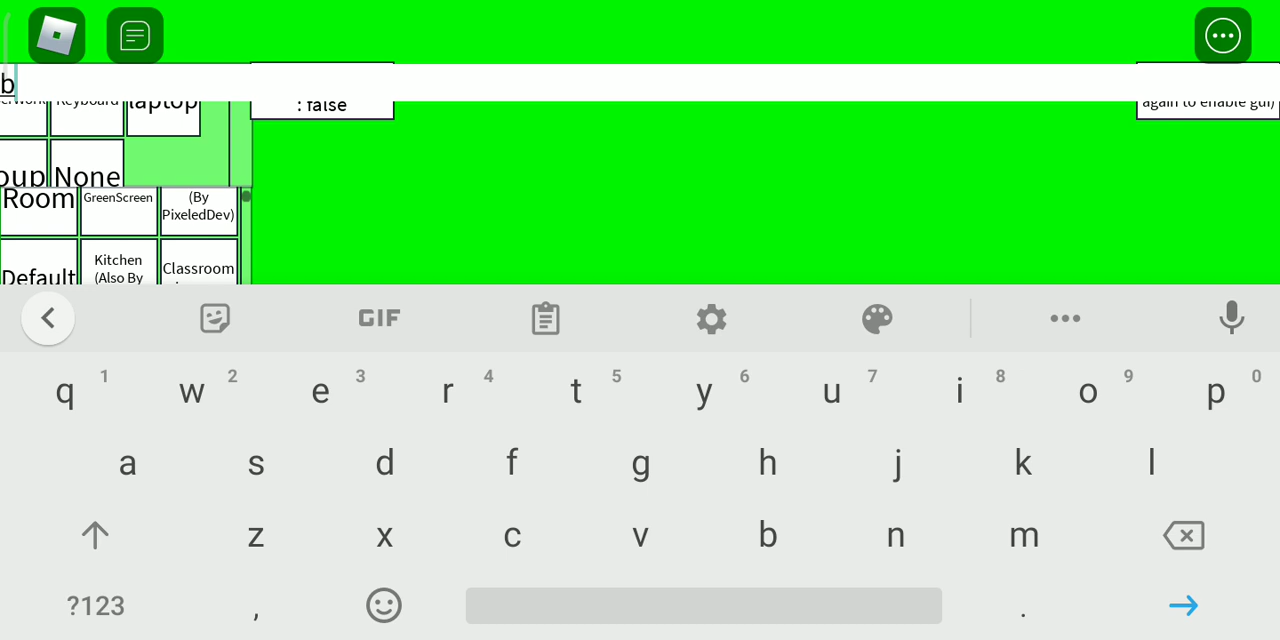 b
: false
again to enable gui)
Keyboard
laptop
oup None
Room GreenScreen (By
PixeledDev)
Default Kitchen
(Also By
Classroom
GIF
q 1 w 2 e 3 r 4 t 5 y 6 u 7 i 8 o 9 p 0
a s d f g h j k l
z x c v b n m
?123 , .